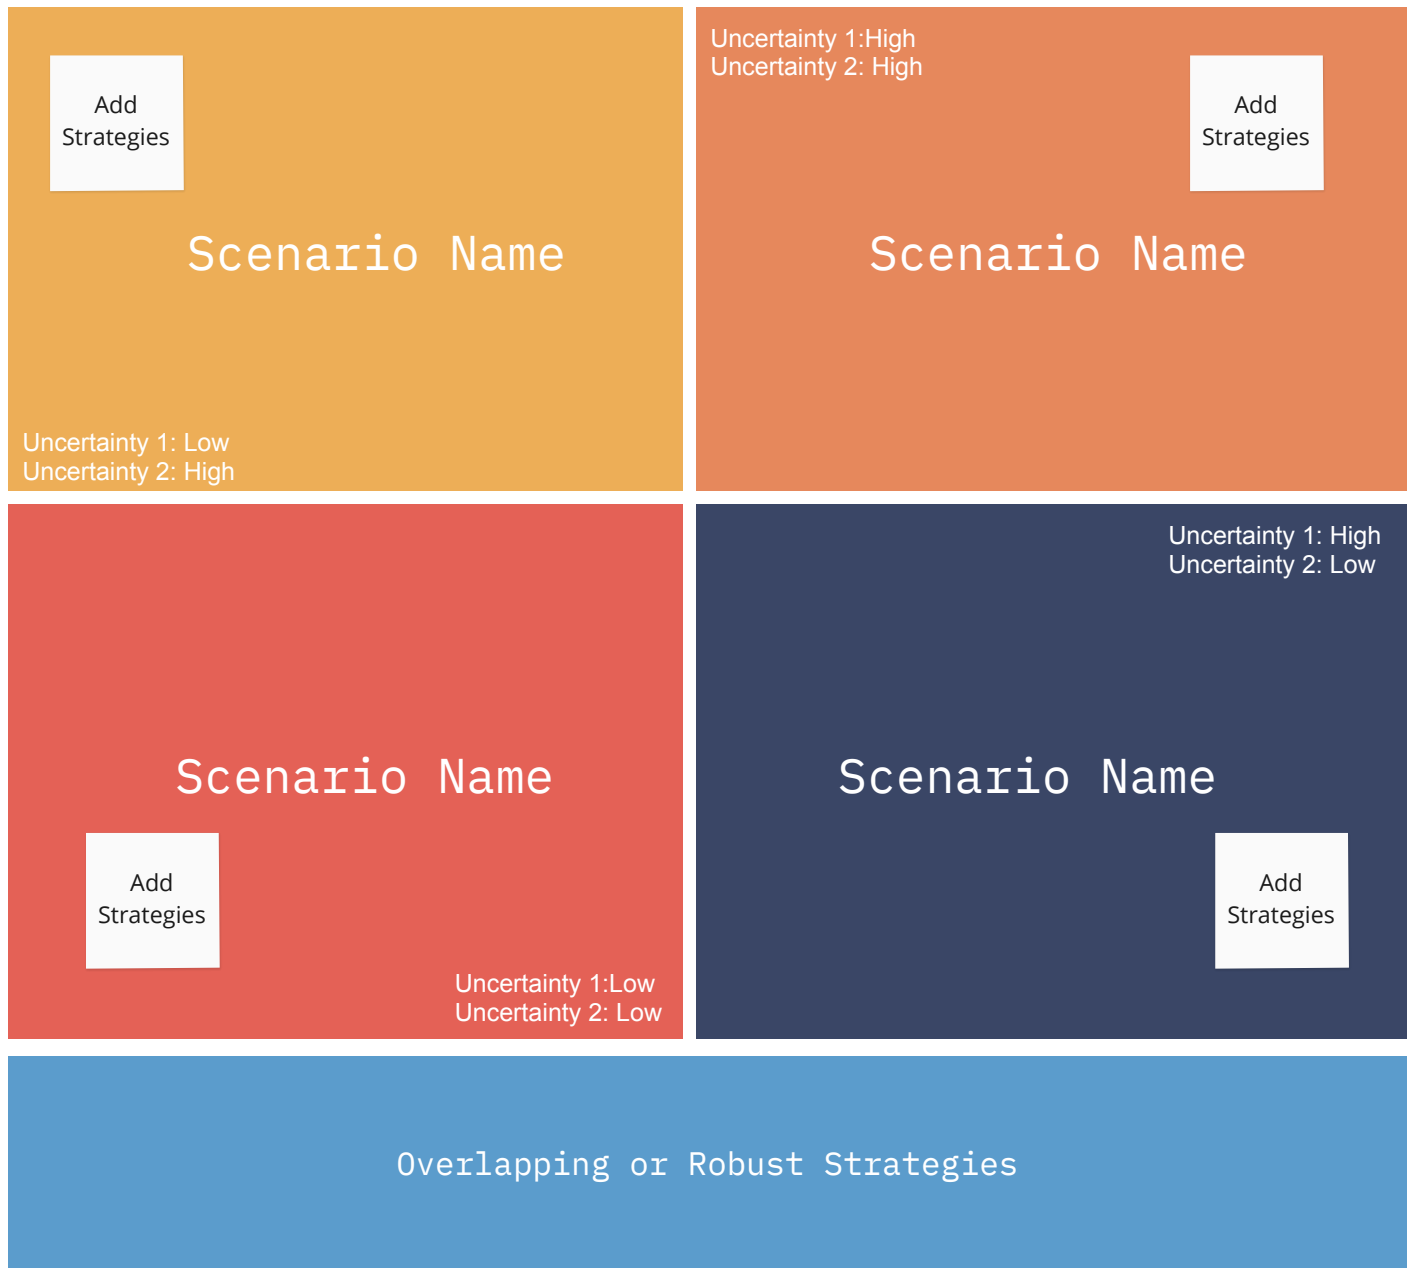 Add
Strategies
Scenario Name
Uncertainty 1: Low
Uncertainty 2: High
Uncertainty 1:High
Uncertainty 2: High
Add
Strategies
Scenario Name
Scenario Name
Add
Strategies
Uncertainty 1:Low
Uncertainty 2: Low
Uncertainty 1: High
Uncertainty 2: Low
Scenario Name
Add
Strategies
Overlapping or Robust Strategies